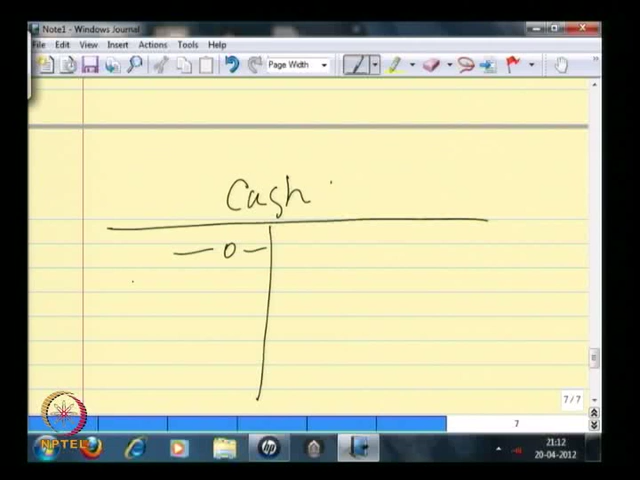 Note1 - Windows Journal
File Edit View Insert Actions Tools Help
Page Width
Cash
— 0 —
7 / 7
7
NPTEL
hp
21:12
20-04-2012